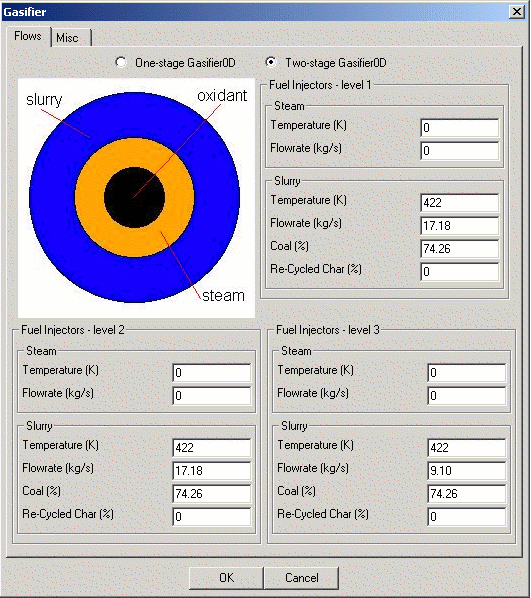 Gasifier
Flows Misc
One-stage Gasifier0D Two-stage Gasifier0D
slurry
oxidant
steam
Fuel Injectors - level 1
Steam
Temperature (K) 0
Flowrate (kg/s) 0
Slurry
Temperature (K) 422
Flowrate (kg/s) 17.18
Coal (%) 74.26
Re-Cycled Char (%) 0
Fuel Injectors - level 2
Steam
Temperature (K) 0
Flowrate (kg/s) 0
Slurry
Temperature (K) 422
Flowrate (kg/s) 17.18
Coal (%) 74.26
Re-Cycled Char (%) 0
Fuel Injectors - level 3
Steam
Temperature (K) 0
Flowrate (kg/s) 0
Slurry
Temperature (K) 422
Flowrate (kg/s) 9.10
Coal (%) 74.26
Re-Cycled Char (%) 0
OK Cancel